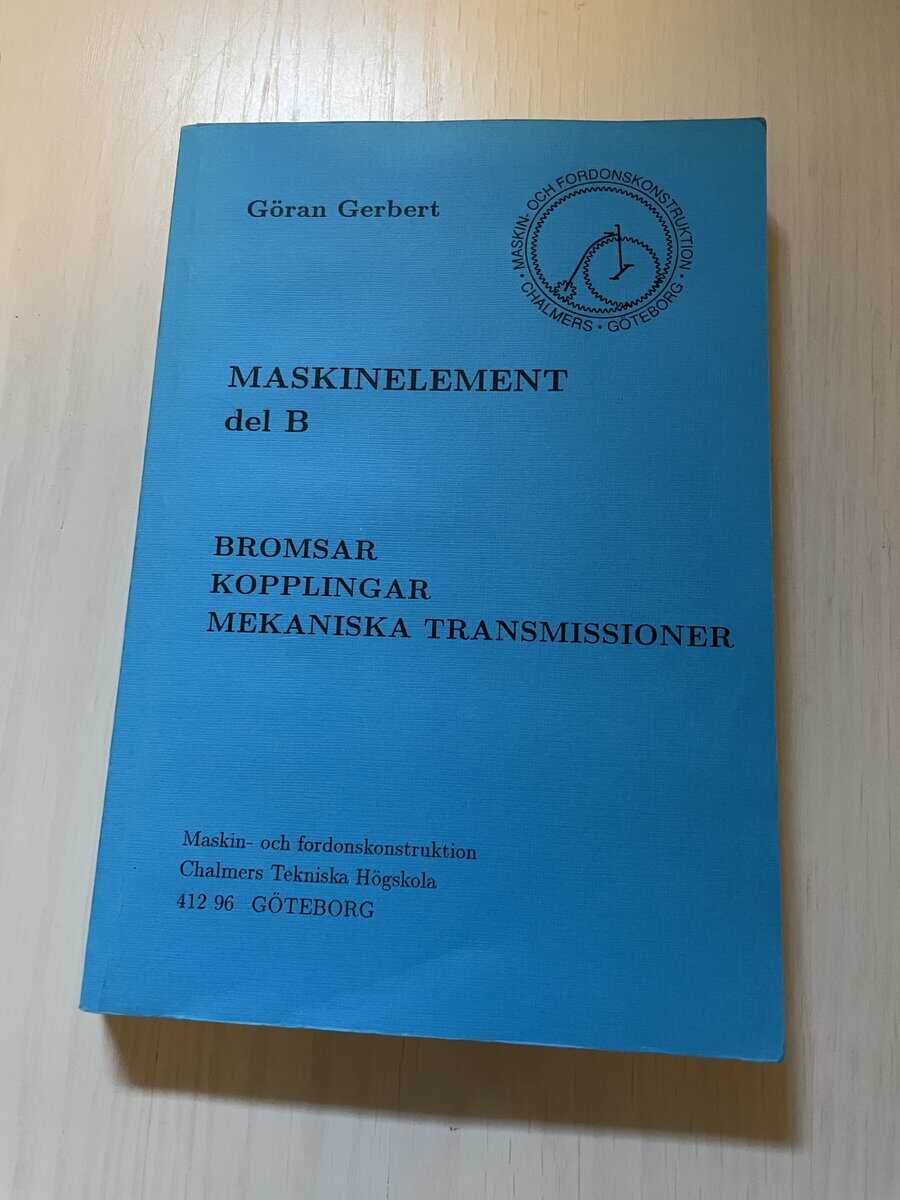 Göran Gerbert
MASKIN- OCH FORDONSKONSTRUKTION
• CHALMERS • GÖTEBORG •
MASKINELEMENT
del B
BROMSAR
KOPPLINGAR
MEKANISKA TRANSMISSIONER
Maskin- och fordonskonstruktion
Chalmers Tekniska Högskola
412 96 GÖTEBORG